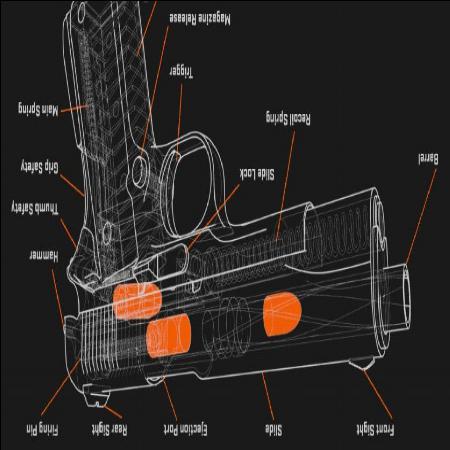 Front Sight
Slide
Ejection Port
Rear Sight
Firing Pin
Hammer
Thumb Safety
Barrel
Slide Lock
Grip Safety
Recoil Spring
Main Spring
Trigger
Magazine Release